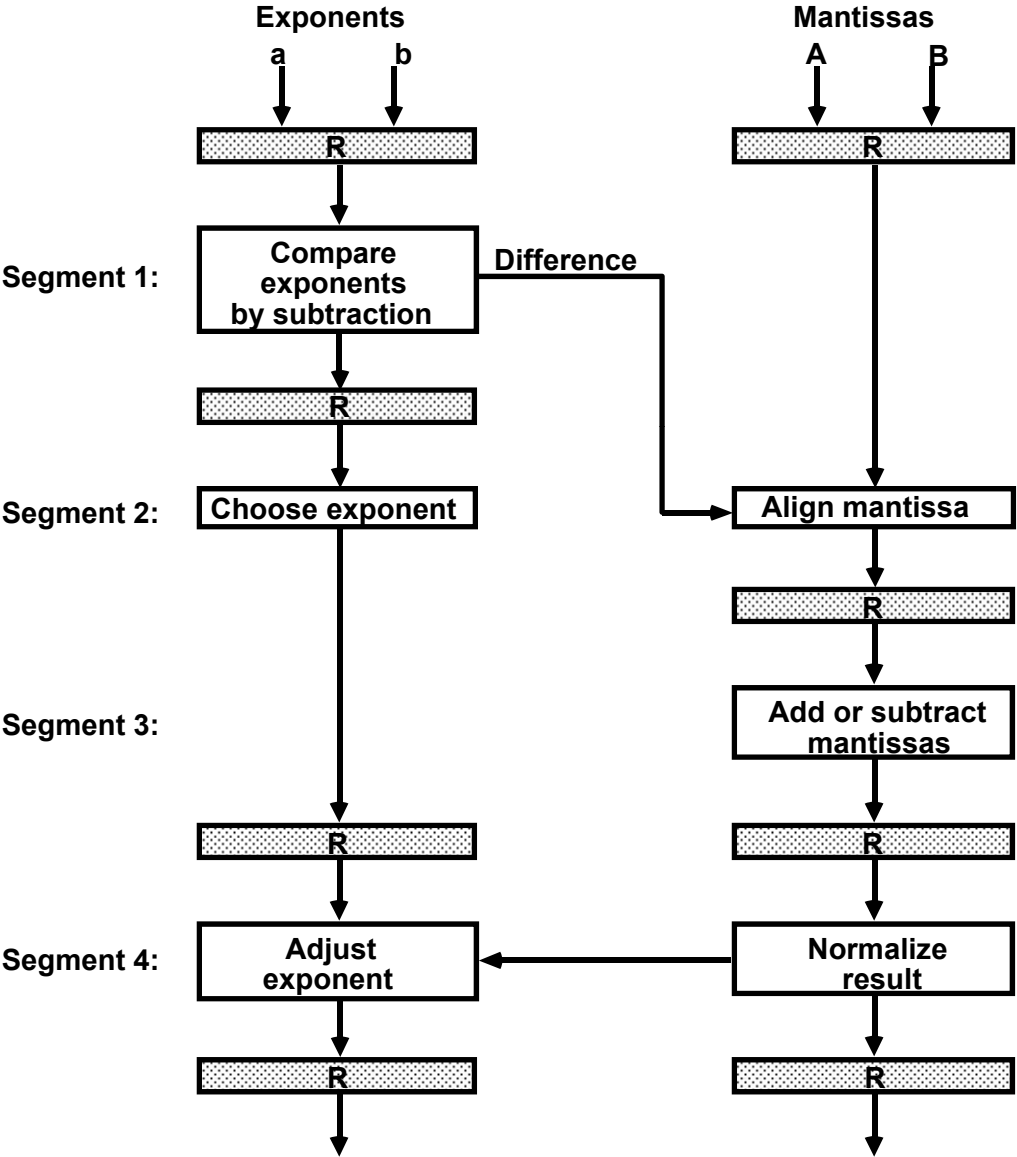 Exponents
Mantissas
a b
A B
R
R
Compare
exponents
by subtraction
Segment 1:
Difference
R
Segment 2:
Choose exponent
Align mantissa
R
Segment 3:
Add or subtract
mantissas
R
R
Segment 4:
Adjust
exponent
Normalize
result
R
R